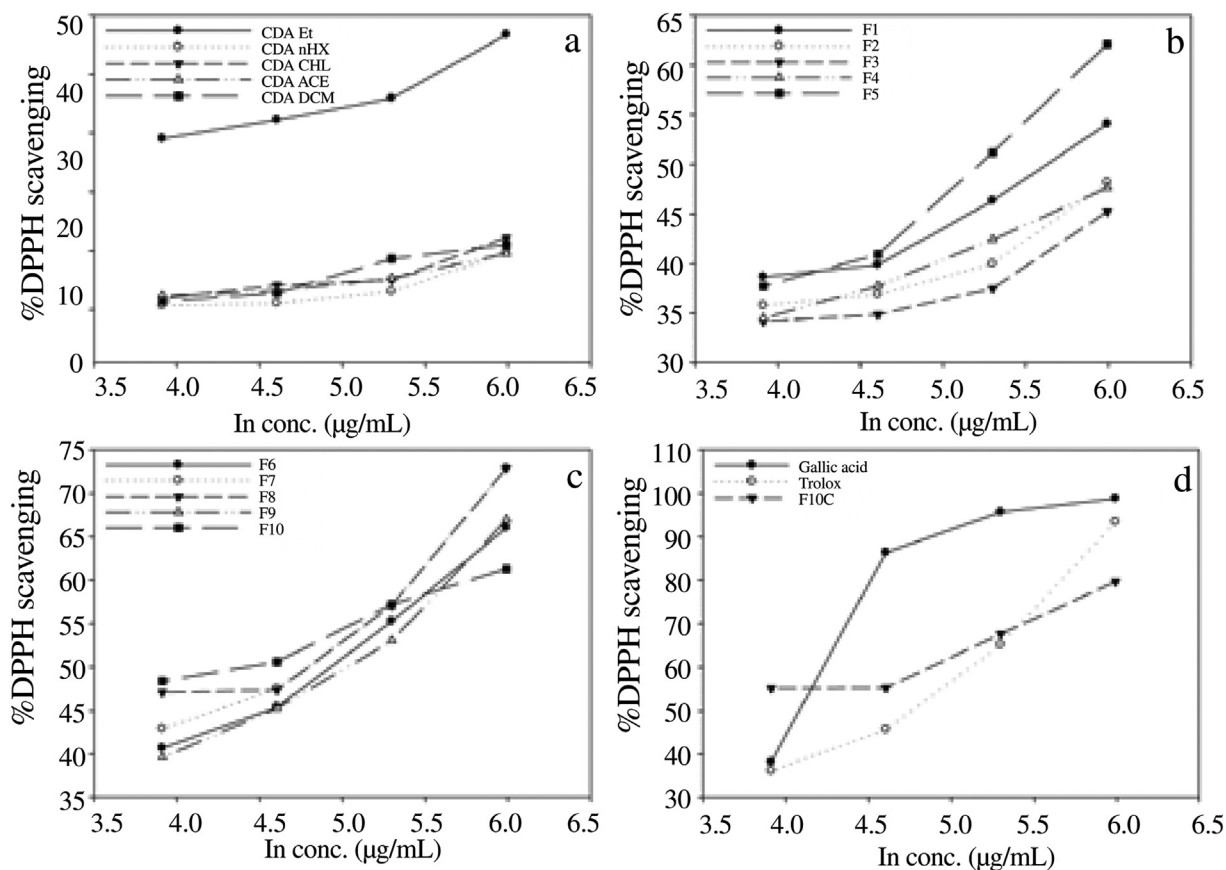 a
50
40
30
20
10
0
%DPPH scavenging
CDA Et
CDA nHX
CDA CHL
CDA ACE
CDA DCM
3.5 4.0 4.5 5.0 5.5 6.0 6.5
In conc. (µg/mL)
b
65
60
55
50
45
40
35
30
%DPPH scavenging
F1
F2
F3
F4
F5
3.5 4.0 4.5 5.0 5.5 6.0 6.5
In conc. (µg/mL)
c
75
73
65
60
55
50
45
40
35
%DPPH scavenging
F6
F7
F8
F9
F10
3.5 4.0 4.5 5.0 5.5 6.0 6.5
In conc. (µg/mL)
d
110
100
90
80
70
60
50
40
30
%DPPH scavenging
Gallic acid
Trolox
F10C
3.5 4.0 4.5 5.0 5.5 6.0 6.5
In conc. (µg/mL)